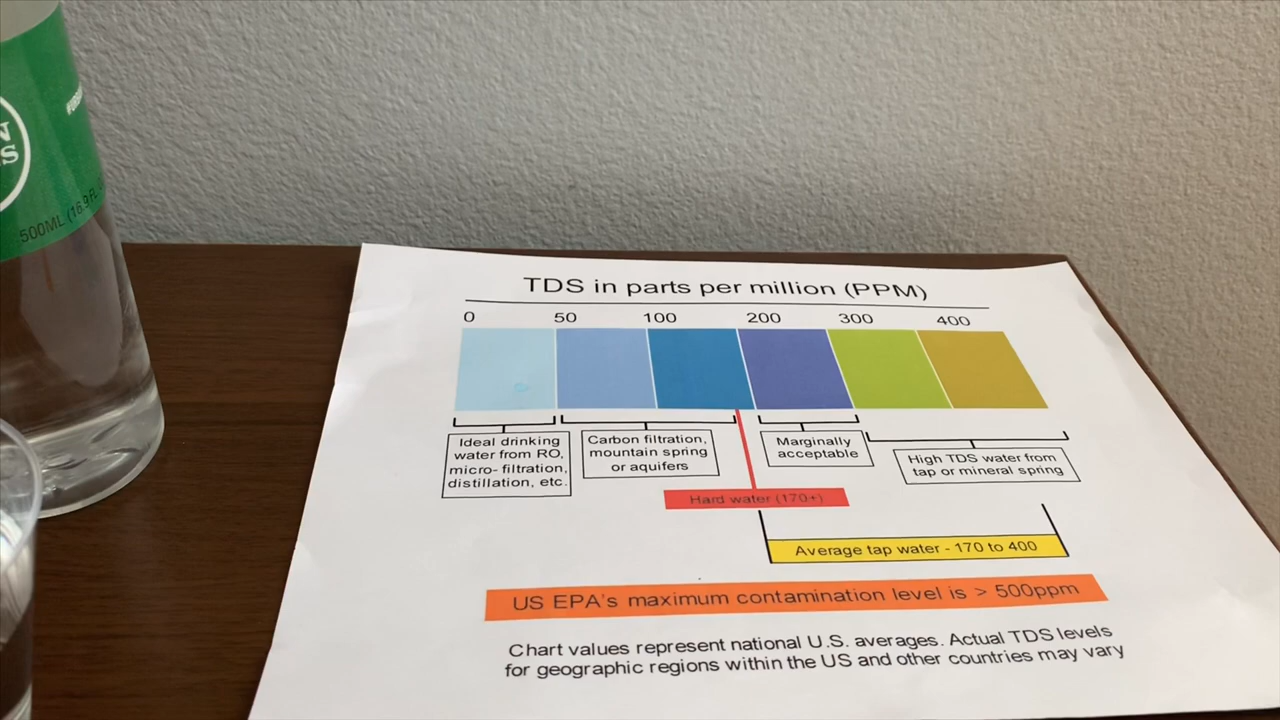 500ML (16.9 FL
TDS in parts per million (PPM)
0 50 100 200 300 400
Ideal drinking
water from RO,
micro- filtration,
distillation, etc.
Carbon filtration,
mountain spring
or aquifers
Marginally
acceptable
High TDS water from
tap or mineral spring
Hard water (170+)
Average tap water - 170 to 400
US EPA's maximum contamination level is > 500ppm
Chart values represent national U.S. averages. Actual TDS levels
for geographic regions within the US and other countries may vary